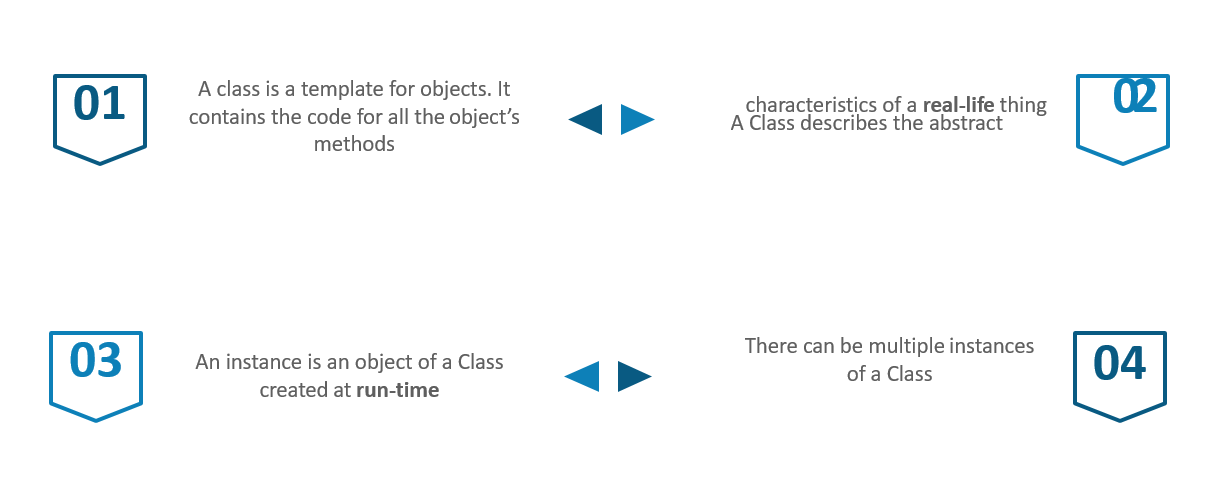 01
A class is a template for objects. It
contains the code for all the object’s
methods
02
A Class describes the abstract
characteristics of a real-life thing
03
An instance is an object of a Class
created at run-time
04
There can be multiple instances
of a Class